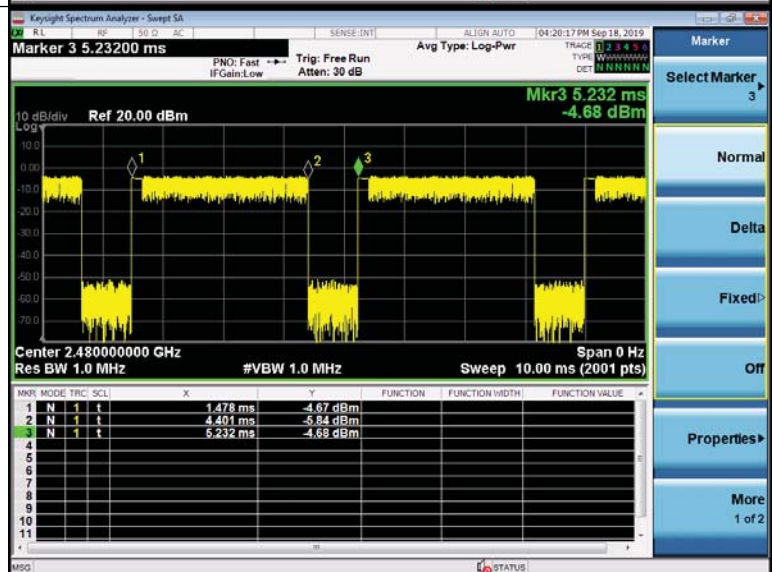 Keysight Spectrum Analyzer - Swept SA
RL RF 50 Ω AC SENSE:INT ALIGN AUTO 04:20:17 PM Sep 18, 2019
Marker 3 5.23200 ms
PNO: Fast
IFGain:Low
Trig: Free Run
Atten: 30 dB
Avg Type: Log-Pwr
TRACE 1 2 3 4 5 6
TYPE
DET N N N N N N
Mkr3 5.232 ms
-4.68 dBm
10 dB/div Ref 20.00 dBm
Log
10.0
0.00
-10.0
-20.0
-30.0
-40.0
-50.0
-60.0
-70.0
1
2
3
Center 2.480000000 GHz Span 0 Hz
Res BW 1.0 MHz #VBW 1.0 MHz Sweep 10.00 ms (2001 pts)
MKR MODE TRC SCL X Y FUNCTION FUNCTION WIDTH FUNCTION VALUE
1 N 1 t 1.478 ms -4.67 dBm
2 N 1 t 4.401 ms -5.84 dBm
3 N 1 t 5.232 ms -4.68 dBm
4
5
6
7
8
9
10
11
MSG STATUS
Marker
Select Marker
3
Normal
Delta
Fixed
Off
Properties
More
1 of 2